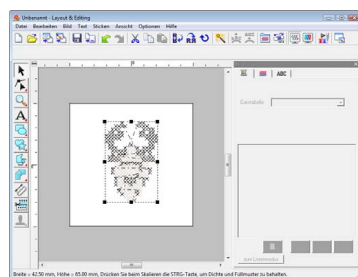 Unbenannt - Layout & Editing
Datei Bearbeiten Bild Text Sticken Ansicht Optionen Hilfe
ABC
A
Garntabelle
zum Linienmodus
Breite = 42.50 mm, Höhe = 65.00 mm, Drücken Sie beim Skalieren die STRG-Taste, um Dichte und Füllmuster zu behalten.